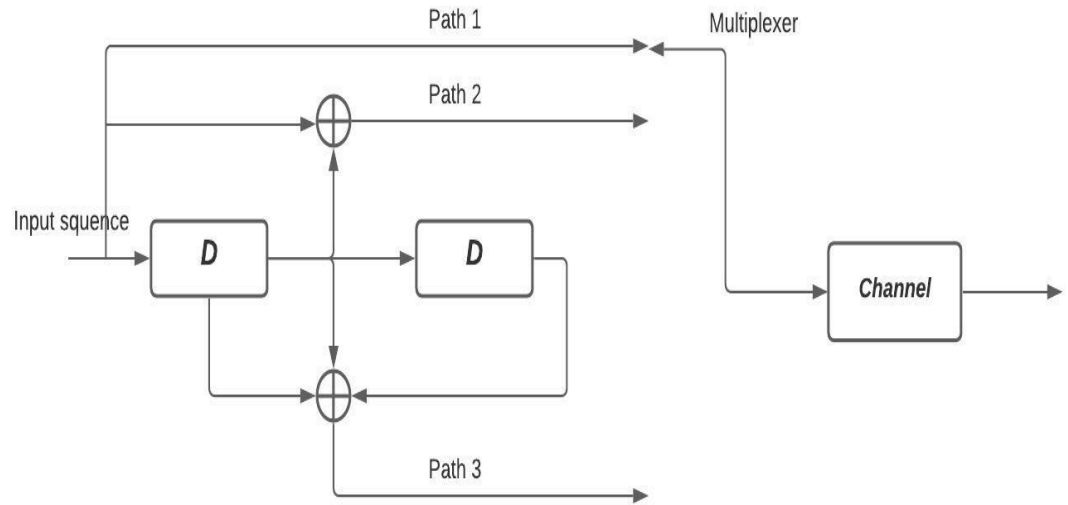 Path 1
Multiplexer
Path 2
Input squence
D
D
Channel
Path 3